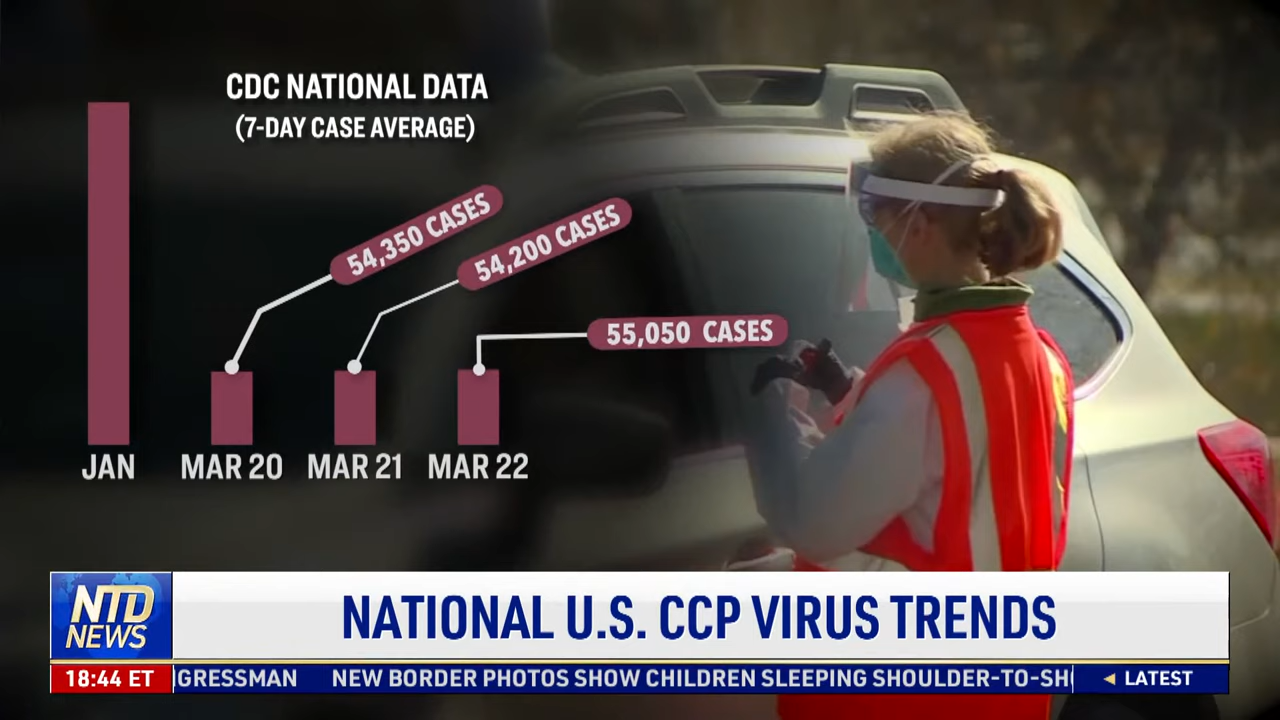 CDC NATIONAL DATA
(7-DAY CASE AVERAGE)
54,350 CASES
54,200 CASES
55,050 CASES
JAN
MAR 20
MAR 21
MAR 22
NTD
NEWS
NATIONAL U.S. CCP VIRUS TRENDS
18:44 ET
GRESSMAN NEW BORDER PHOTOS SHOW CHILDREN SLEEPING SHOULDER-TO-SH
◄ LATEST